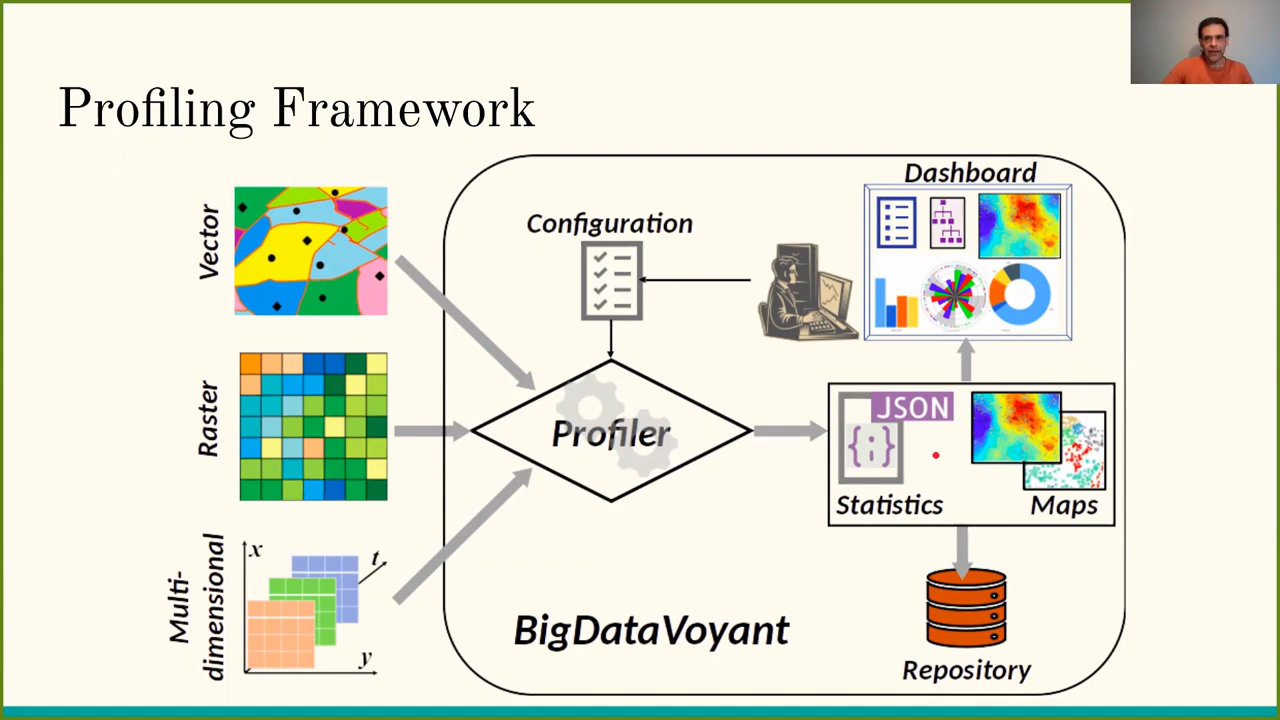 Profiling Framework
Vector
Raster
Multi-
dimensional
x
t
y
Configuration
Profiler
BigDataVoyant
Dashboard
JSON
{;}
Statistics
Maps
Repository